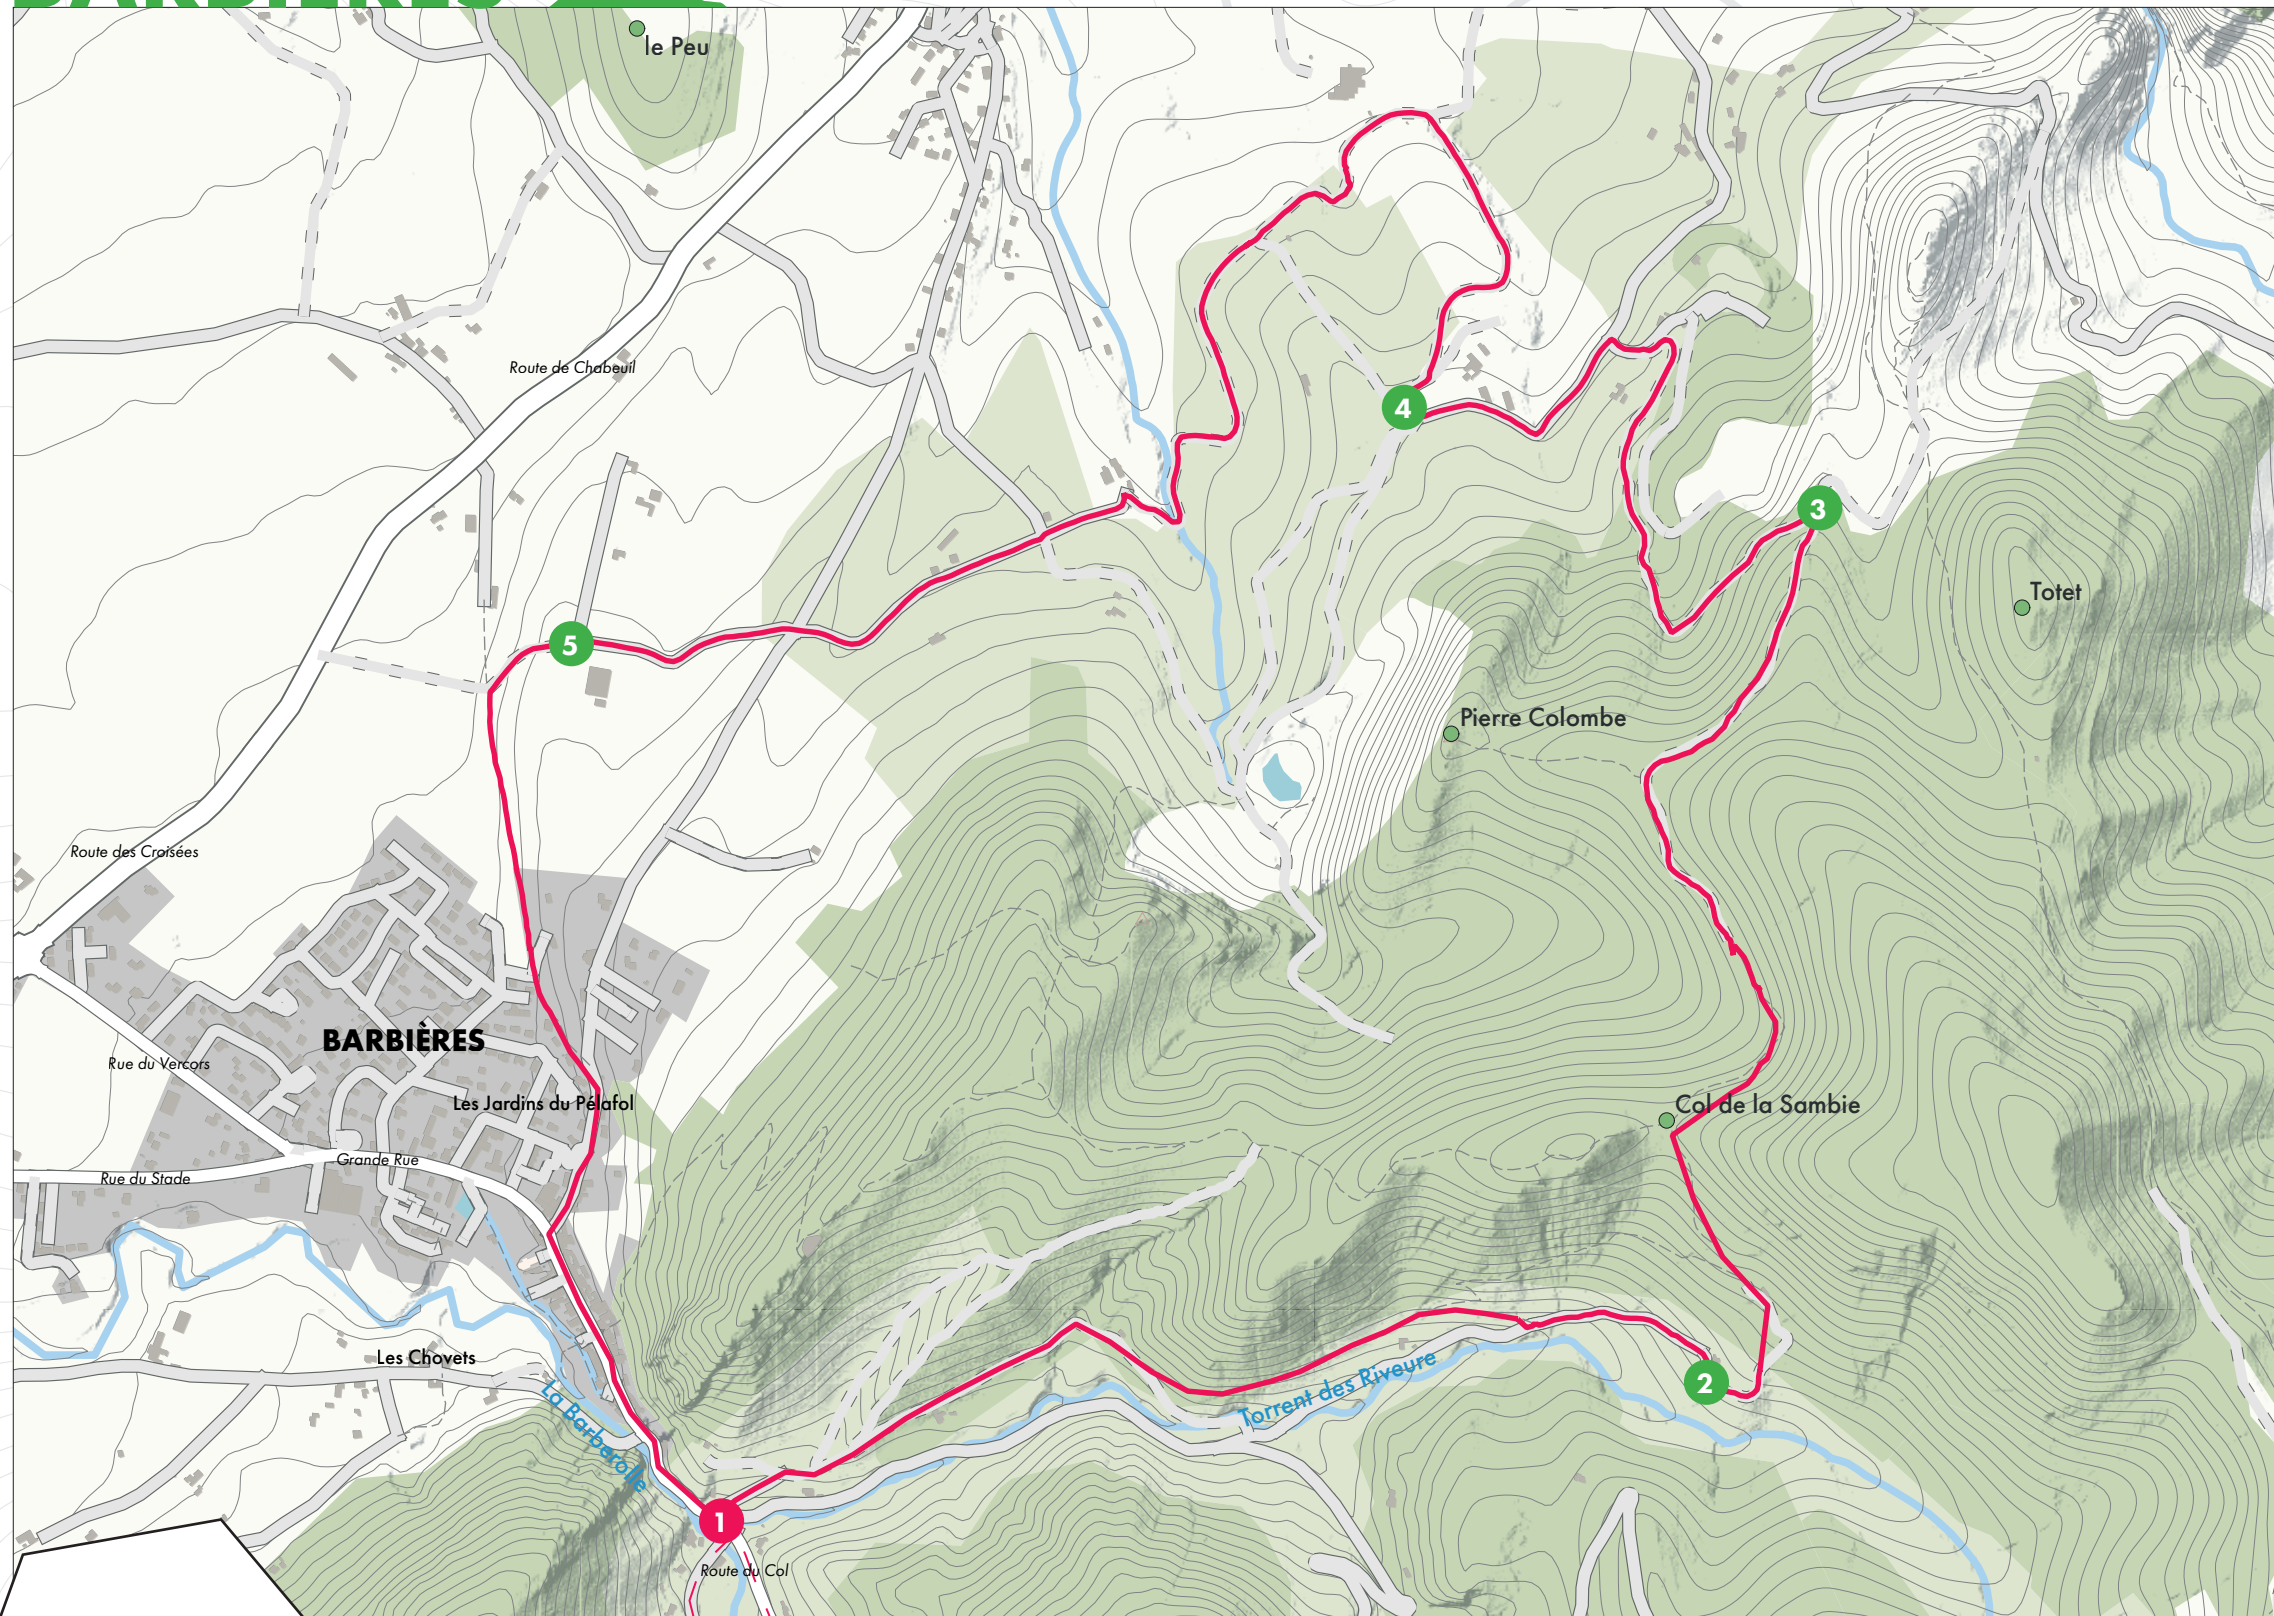 BARBIÈRES
le Peu
Route de Chabeuil
4
3
Totet
5
Pierre Colombe
Route des Croisées
BARBIÈRES
Rue du Vercors
Les Jardins du Pélafol
Col de la Sambie
Grande Rue
Rue du Stade
Les Chovets
Torrent des Riveure
2
La Barberolle
1
Route du Col